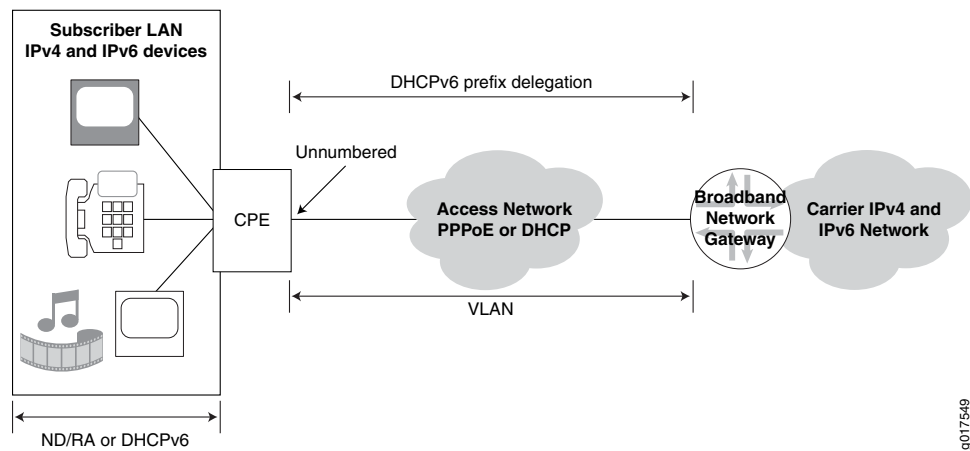 Subscriber LAN
IPv4 and IPv6 devices
DHCPv6 prefix delegation
Unnumbered
CPE
Access Network
PPPoE or DHCP
Broadband
Network
Gateway
Carrier IPv4 and
IPv6 Network
VLAN
ND/RA or DHCPv6
g017549